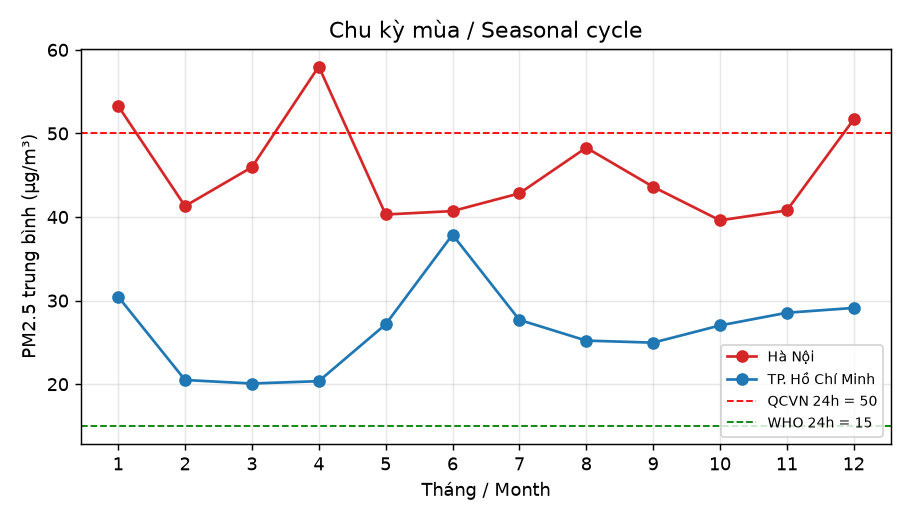 Chu kỳ mùa / Seasonal cycle
PM2.5 trung bình (µg/m³)
60
50
40
30
20
1 2 3 4 5 6 7 8 9 10 11 12
Tháng / Month
Hà Nội
TP. Hồ Chí Minh
QCVN 24h = 50
WHO 24h = 15